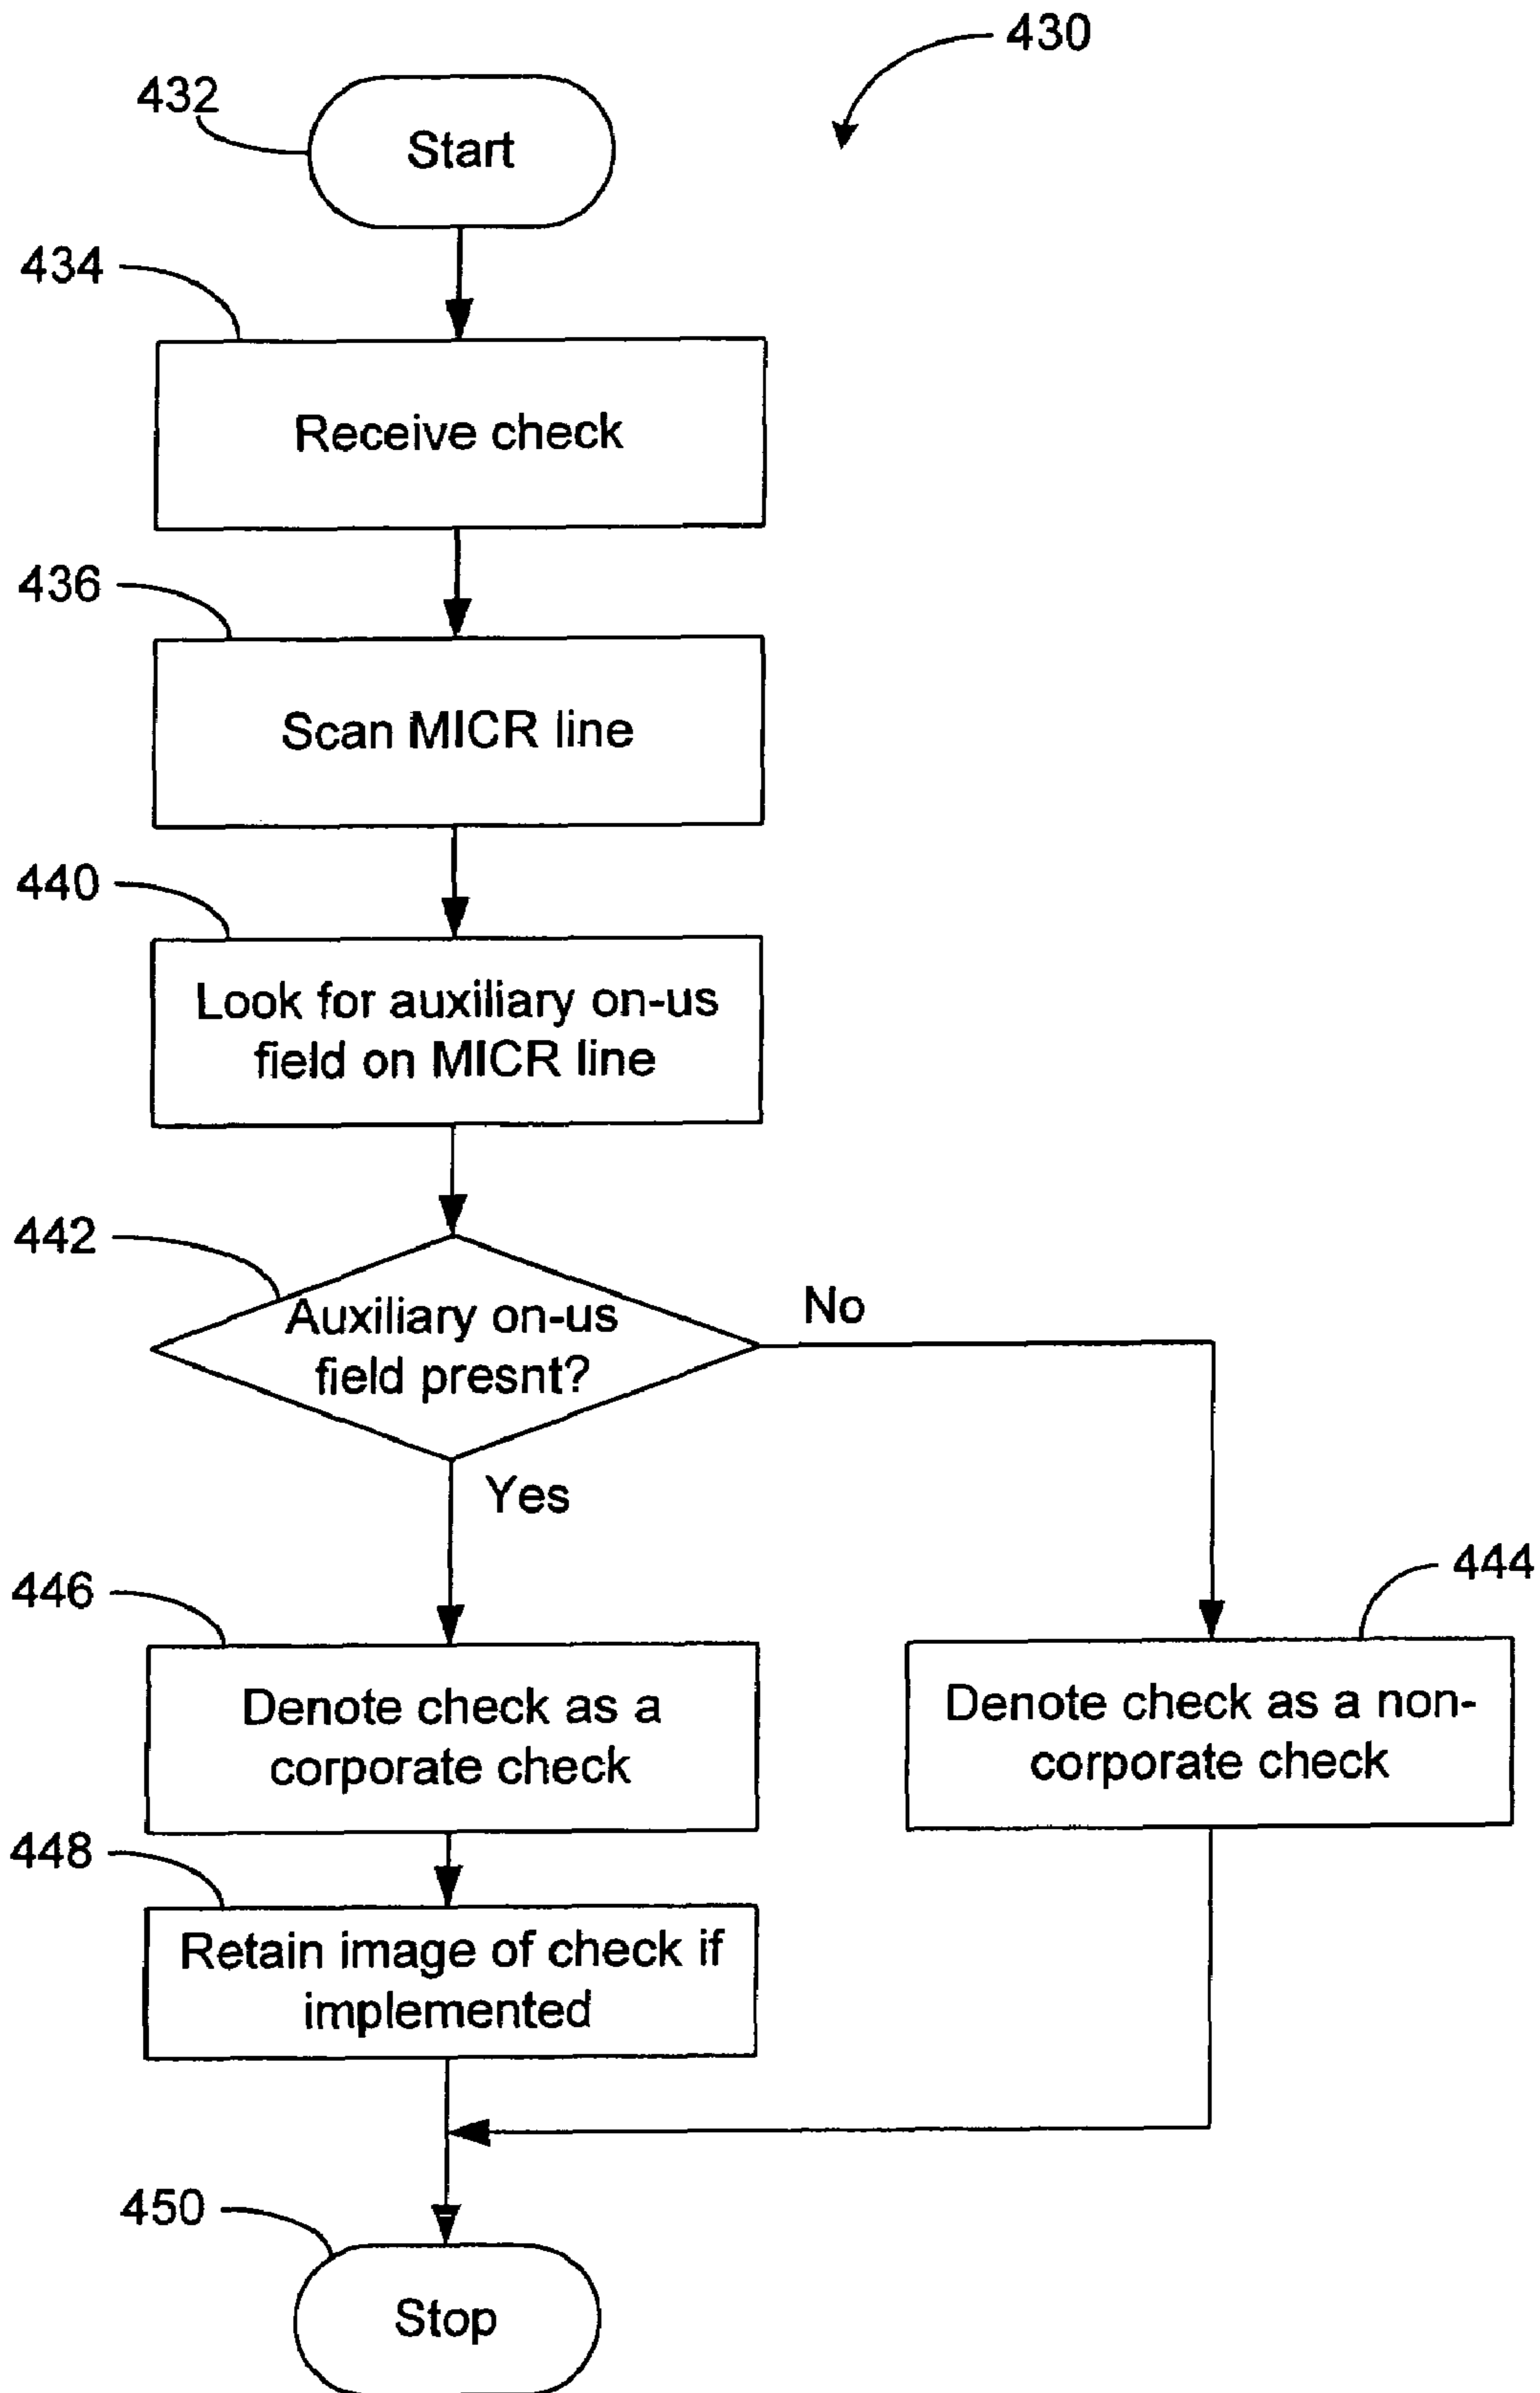 430
432
Start
434
Receive check
436
Scan MICR line
440
Look for auxiliary on-us
field on MICR line
442
Auxiliary on-us
field presnt?
No
Yes
446
Denote check as a
corporate check
444
Denote check as a non-
corporate check
448
Retain image of check if
implemented
450
Stop